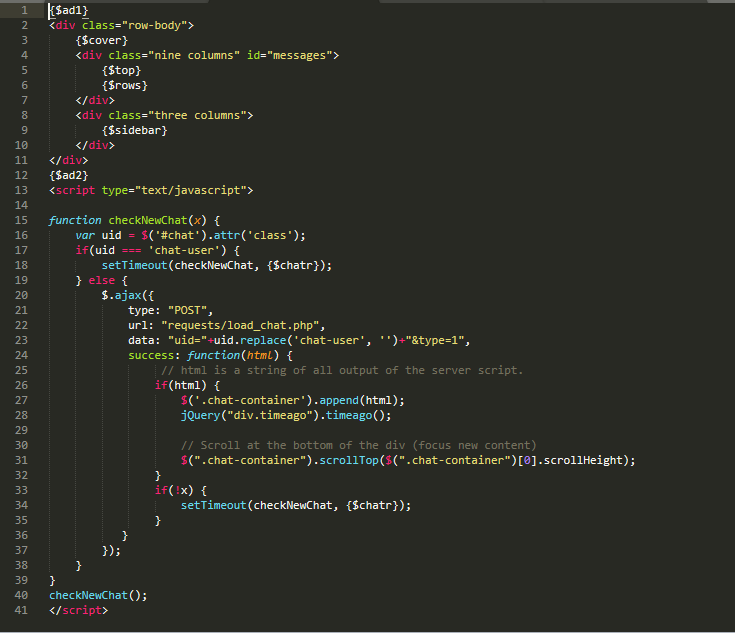 1 {$ad1}
2 <div class="row-body">
3 {$cover}
4 <div class="nine columns" id="messages">
5 {$top}
6 {$rows}
7 </div>
8 <div class="three columns">
9 {$sidebar}
10 </div>
11 </div>
12 {$ad2}
13 <script type="text/javascript">
14
15 function checkNewChat(x) {
16 var uid = $('#chat').attr('class');
17 if(uid === 'chat-user') {
18 setTimeout(checkNewChat, {$chatr});
19 } else {
20 $.ajax({
21 type: "POST",
22 url: "requests/load_chat.php",
23 data: "uid="+uid.replace('chat-user', '')+"&type=1",
24 success: function(html) {
25 // html is a string of all output of the server script.
26 if(html) {
27 $('.chat-container').append(html);
28 jQuery("div.timeago").timeago();
29
30 // Scroll at the bottom of the div (focus new content)
31 $(".chat-container").scrollTop($(".chat-container")[0].scrollHeight);
32 }
33 if(!x) {
34 setTimeout(checkNewChat, {$chatr});
35 }
36 }
37 });
38 }
39 }
40 checkNewChat();
41 </script>